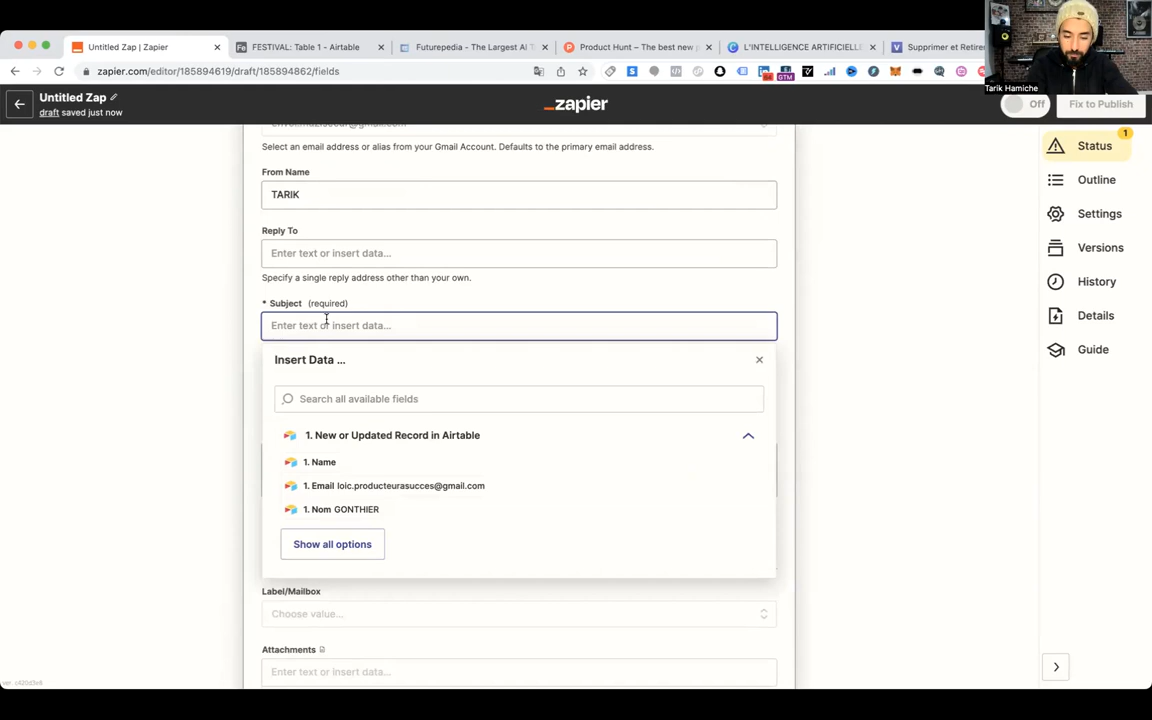 Untitled Zap | Zapier
FESTIVAL: Table 1 - Airtable
Futurepedia - The Largest AI T
Product Hunt – The best new
L'INTELLIGENCE ARTIFICIELLE
Supprimer et Retire
zapier.com/editor/185894619/draft/185894862/fields
GTM
Tarik Hamiche
Untitled Zap
draft saved just now
zapier
Off
Fix to Publish
Select an email address or alias from your Gmail Account. Defaults to the primary email address.
From Name
TARIK
Reply To
Enter text or insert data...
Specify a single reply address other than your own.
* Subject (required)
Enter text or insert data...
Insert Data ...
Search all available fields
1. New or Updated Record in Airtable
1. Name
1. Email loic.producteurasucces@gmail.com
1. Nom GONTHIER
Show all options
Label/Mailbox
Choose value...
Attachments
Enter text or insert data...
Status
1
Outline
Settings
Versions
History
Details
Guide